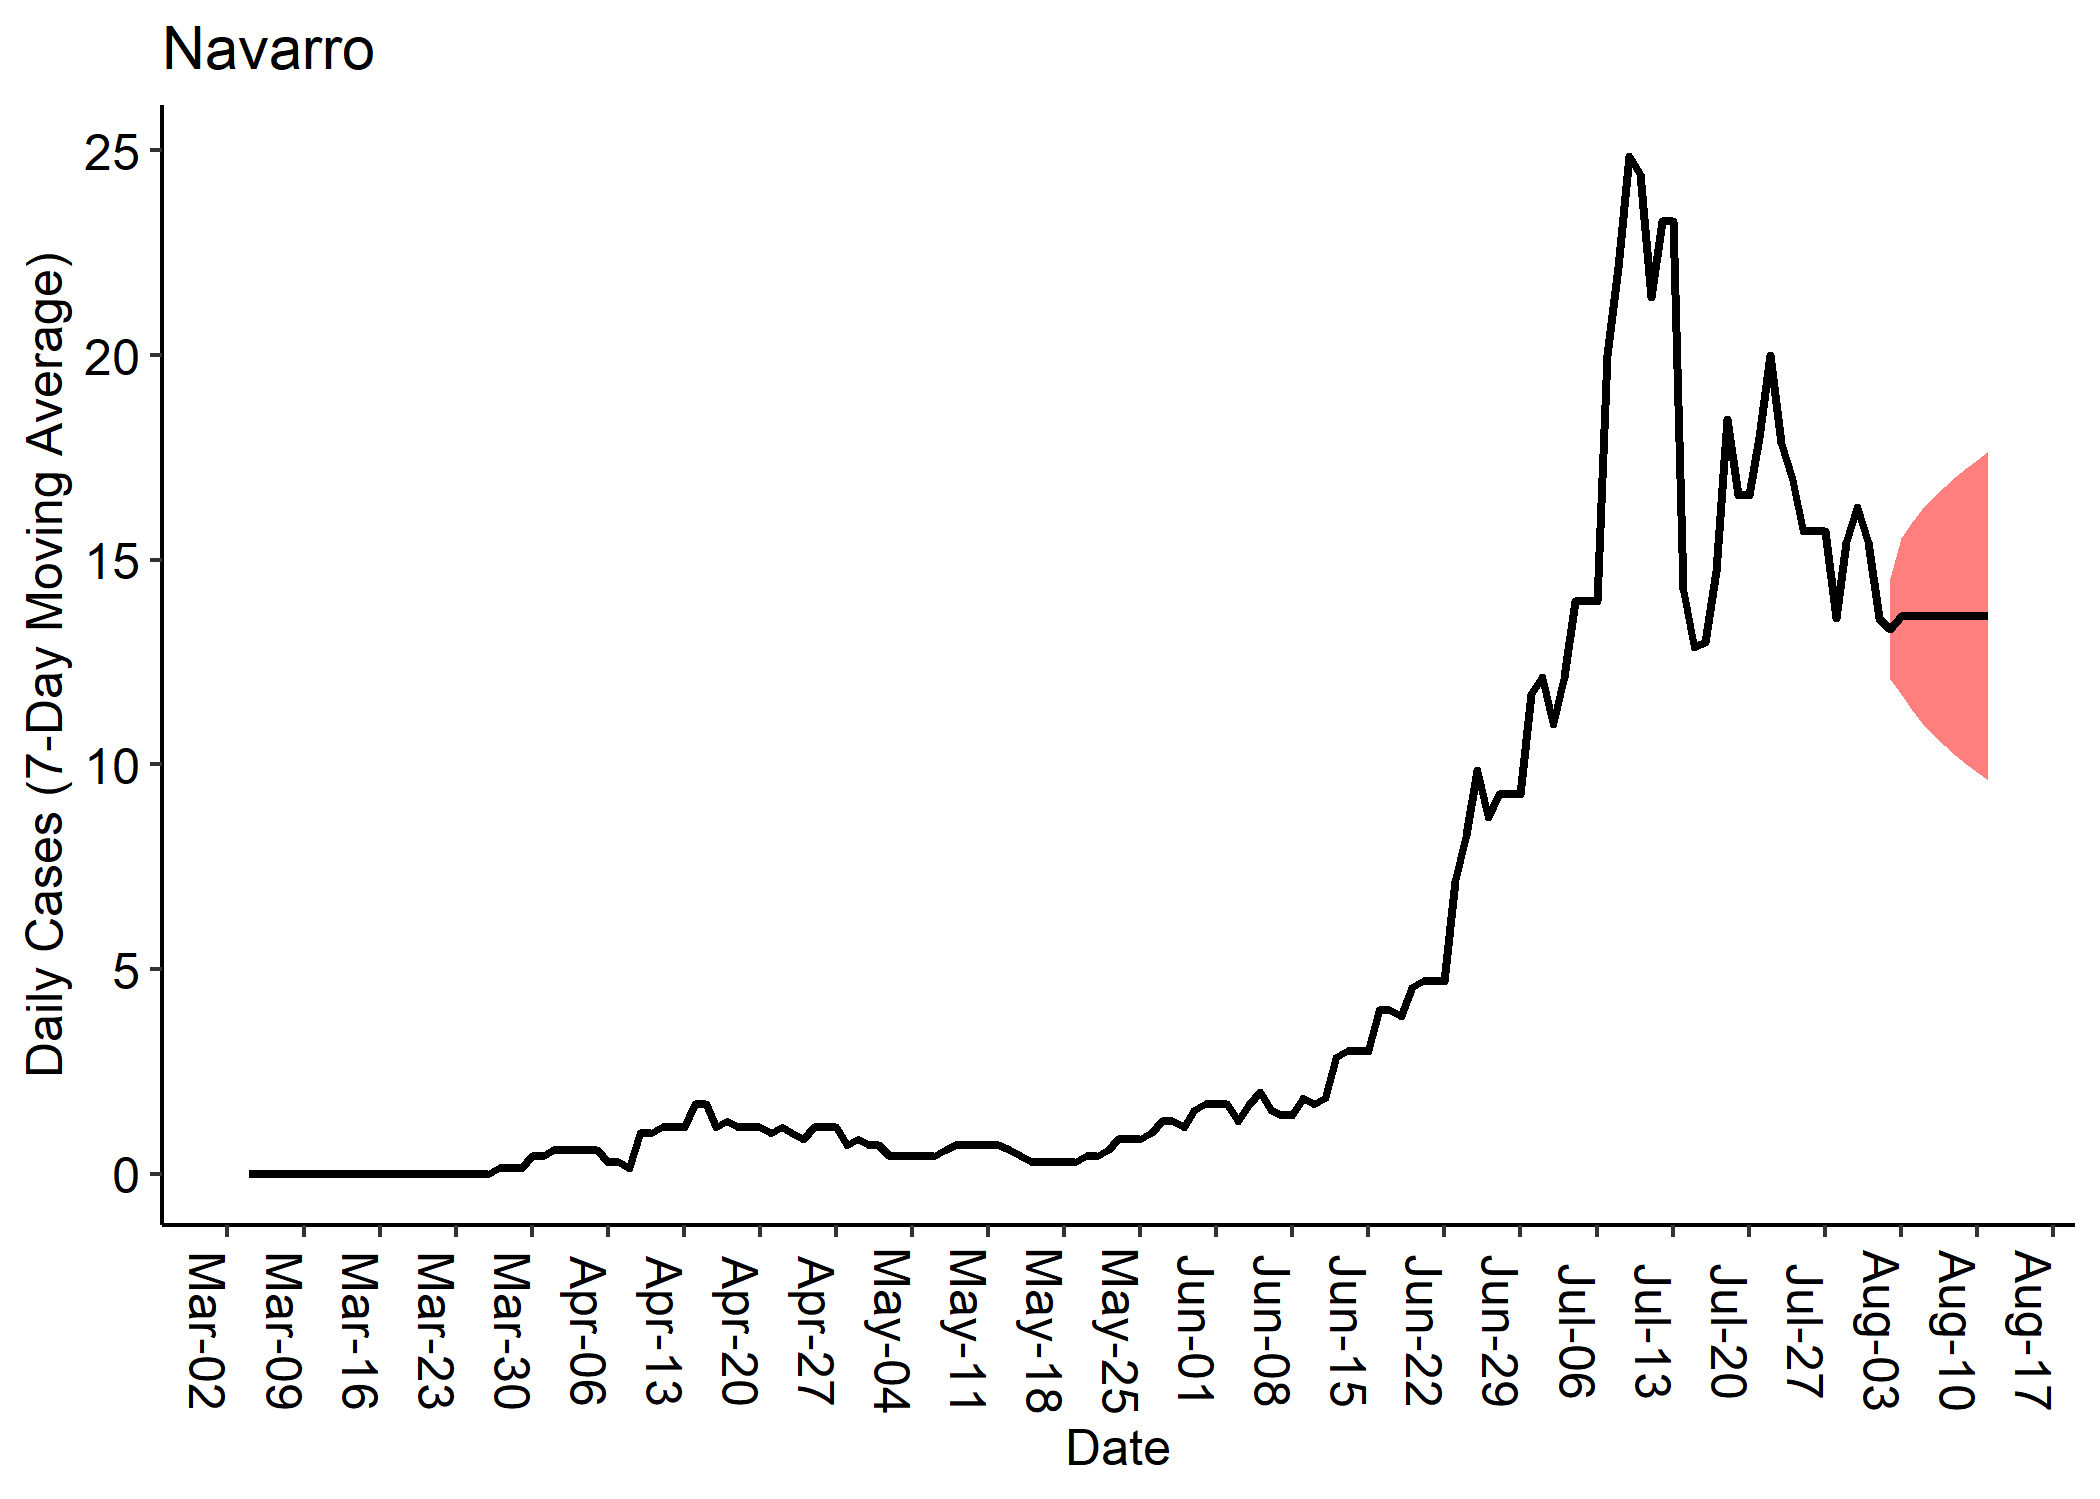 Navarro
Daily Cases (7-Day Moving Average)
25
20
15
10
5
0
Mar-02
Mar-09
Mar-16
Mar-23
Mar-30
Apr-06
Apr-13
Apr-20
Apr-27
May-04
May-11
May-18
May-25
Jun-01
Jun-08
Jun-15
Jun-22
Jun-29
Jul-06
Jul-13
Jul-20
Jul-27
Aug-03
Aug-10
Aug-17
Date